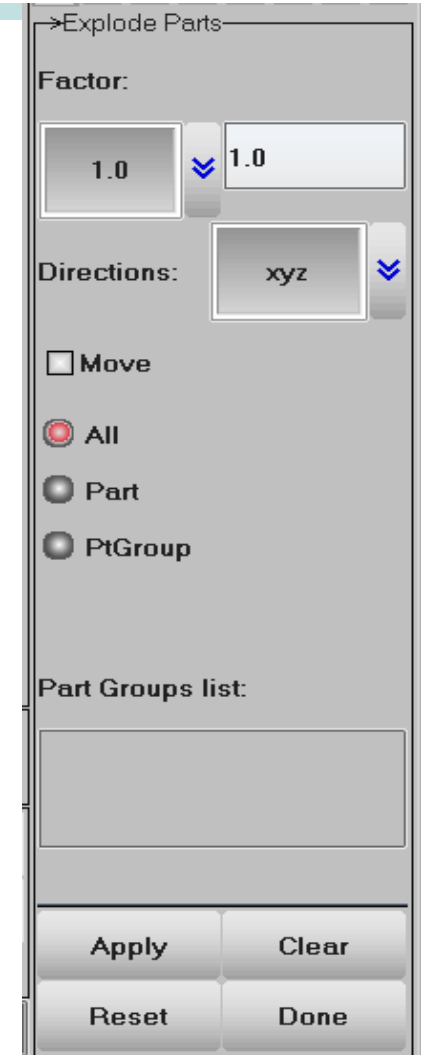 ->Explode Parts
Factor:
1.0 1.0
Directions: xyz
Move
All
Part
PtGroup
Part Groups list:
Apply Clear
Reset Done